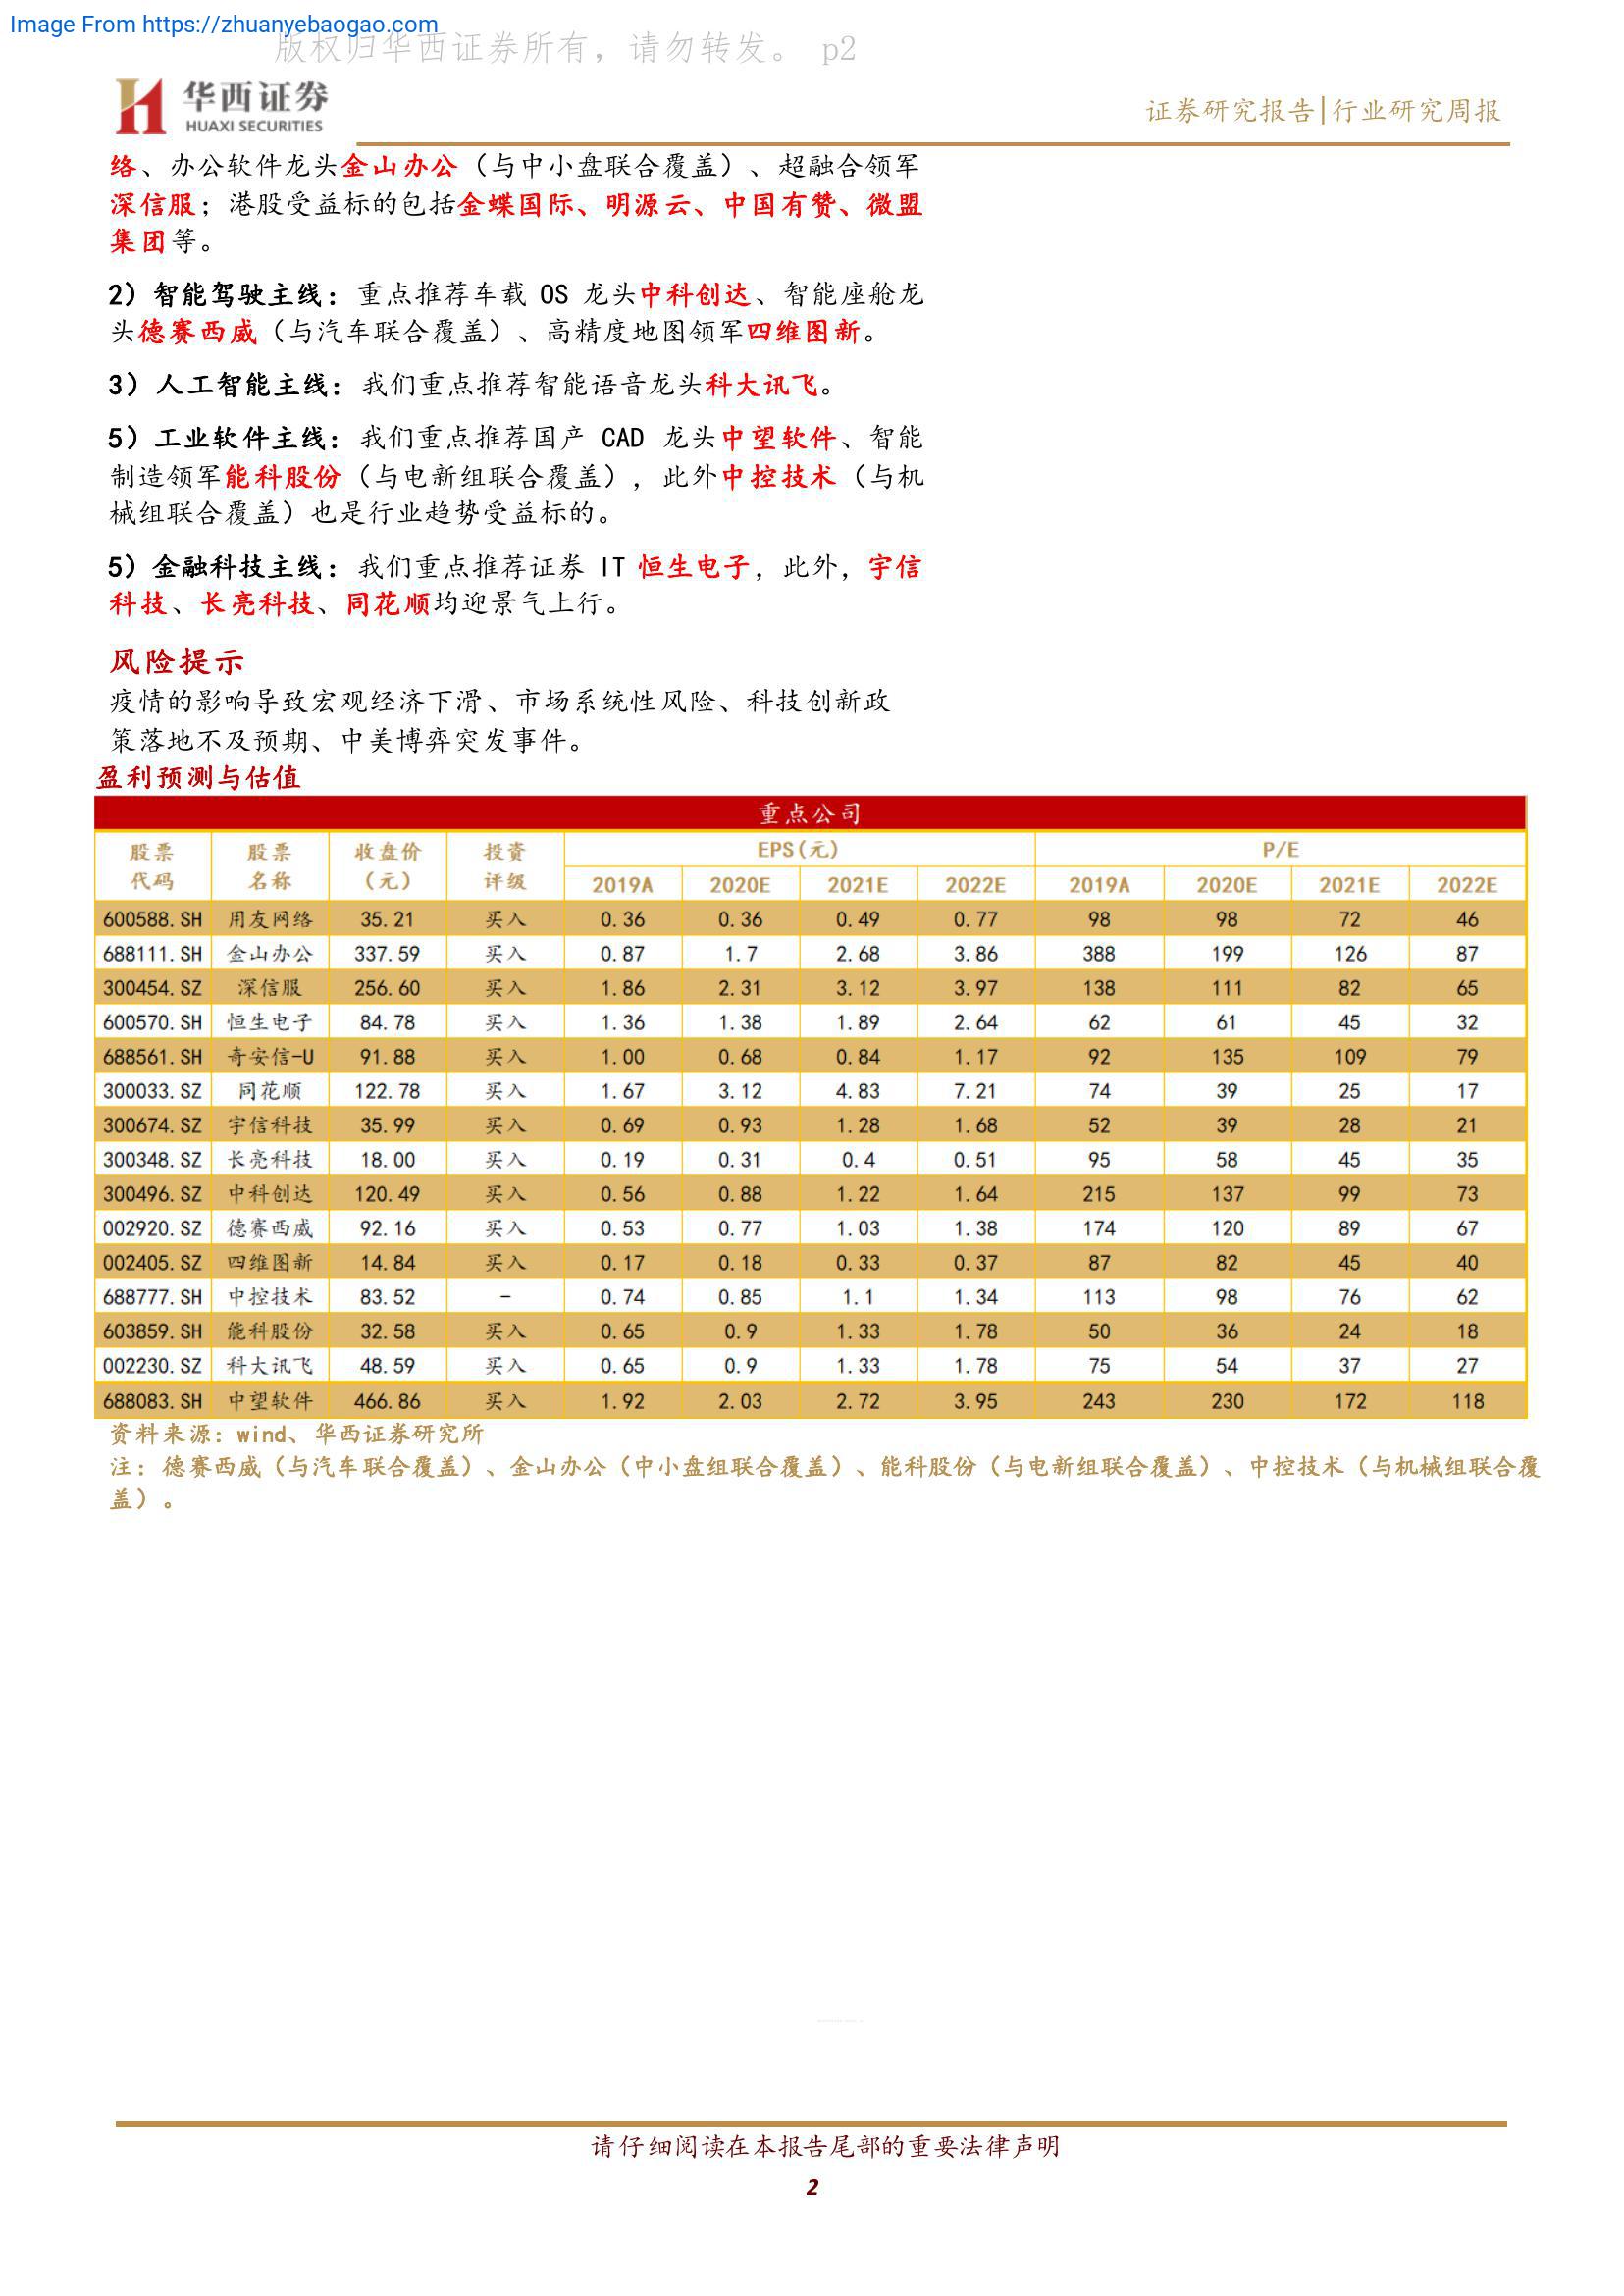 Image From https://zhuanyebaogao.com
版权归华西证券所有，请勿转发。 p2
华西证券
HUAXI SECURITIES
证券研究报告|行业研究周报
络、办公软件龙头金山办公（与中小盘联合覆盖）、超融合领军
深信服；港股受益标的包括金蝶国际、明源云、中国有赞、微盟
集团等。
2）智能驾驶主线：重点推荐车载 OS 龙头中科创达、智能座舱龙
头德赛西威（与汽车联合覆盖）、高精度地图领军四维图新。
3）人工智能主线：我们重点推荐智能语音龙头科大讯飞。
5）工业软件主线：我们重点推荐国产 CAD 龙头中望软件、智能
制造领军能科股份（与电新组联合覆盖），此外中控技术（与机
械组联合覆盖）也是行业趋势受益标的。
5）金融科技主线：我们重点推荐证券 IT 恒生电子，此外，宇信
科技、长亮科技、同花顺均迎景气上行。
风险提示
疫情的影响导致宏观经济下滑、市场系统性风险、科技创新政
策落地不及预期、中美博弈突发事件。
盈利预测与估值
重点公司
股票代码 股票名称 收盘价（元） 投资评级 EPS(元) P/E
2019A 2020E 2021E 2022E 2019A 2020E 2021E 2022E
600588.SH 用友网络 35.21 买入 0.36 0.36 0.49 0.77 98 98 72 46
688111.SH 金山办公 337.59 买入 0.87 1.7 2.68 3.86 388 199 126 87
300454.SZ 深信服 256.60 买入 1.86 2.31 3.12 3.97 138 111 82 65
600570.SH 恒生电子 84.78 买入 1.36 1.38 1.89 2.64 62 61 45 32
688561.SH 奇安信-U 91.88 买入 1.00 0.68 0.84 1.17 92 135 109 79
300033.SZ 同花顺 122.78 买入 1.67 3.12 4.83 7.21 74 39 25 17
300674.SZ 宇信科技 35.99 买入 0.69 0.93 1.28 1.68 52 39 28 21
300348.SZ 长亮科技 18.00 买入 0.19 0.31 0.4 0.51 95 58 45 35
300496.SZ 中科创达 120.49 买入 0.56 0.88 1.22 1.64 215 137 99 73
002920.SZ 德赛西威 92.16 买入 0.53 0.77 1.03 1.38 174 120 89 67
002405.SZ 四维图新 14.84 买入 0.17 0.18 0.33 0.37 87 82 45 40
688777.SH 中控技术 83.52 - 0.74 0.85 1.1 1.34 113 98 76 62
603859.SH 能科股份 32.58 买入 0.65 0.9 1.33 1.78 50 36 24 18
002230.SZ 科大讯飞 48.59 买入 0.65 0.9 1.33 1.78 75 54 37 27
688083.SH 中望软件 466.86 买入 1.92 2.03 2.72 3.95 243 230 172 118
资料来源：wind、华西证券研究所
注：德赛西威（与汽车联合覆盖）、金山办公（中小盘组联合覆盖）、能科股份（与电新组联合覆盖）、中控技术（与机械组联合覆
盖）。
请仔细阅读在本报告尾部的重要法律声明
2